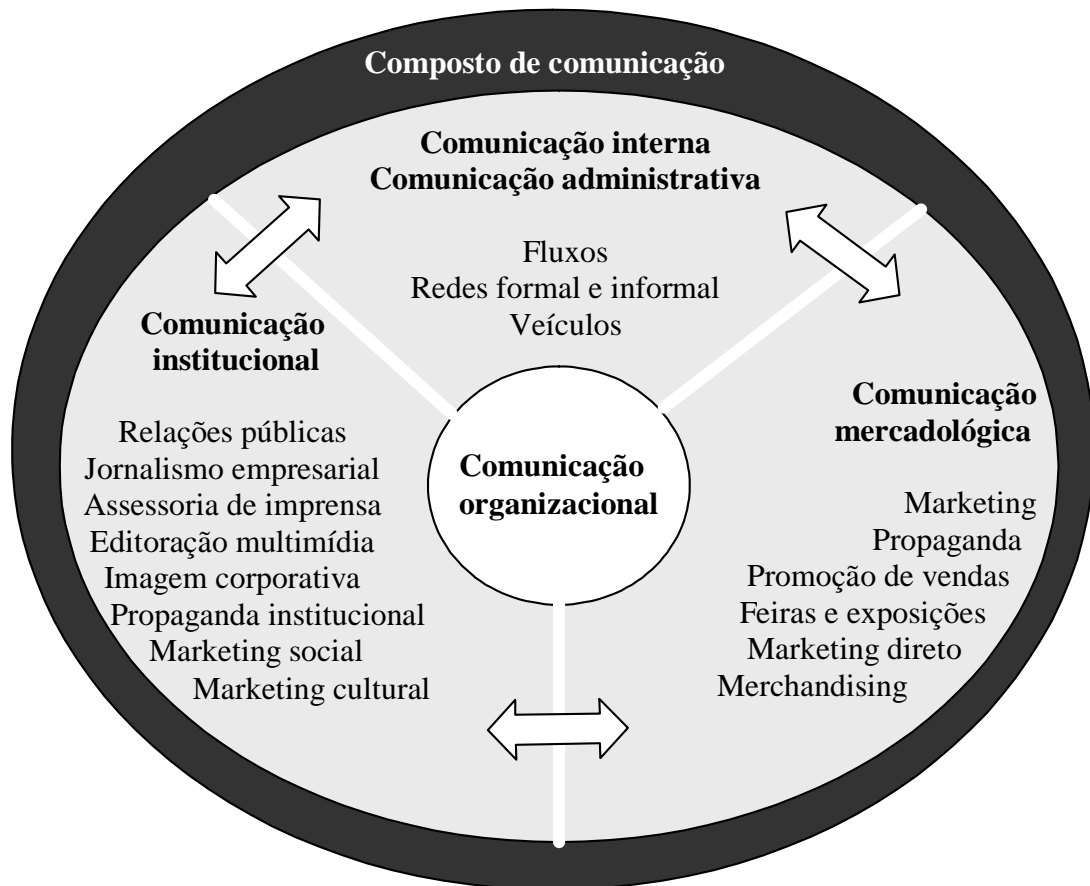 Composto de comunicação
Comunicação interna
Comunicação administrativa
Fluxos
Redes formal e informal
Veículos
Comunicação
institucional
Relações públicas
Jornalismo empresarial
Assessoria de imprensa
Editoração multimídia
Imagem corporativa
Propaganda institucional
Marketing social
Marketing cultural
Comunicação
organizacional
Comunicação
mercadológica
Marketing
Propaganda
Promoção de vendas
Feiras e exposições
Marketing direto
Merchandising